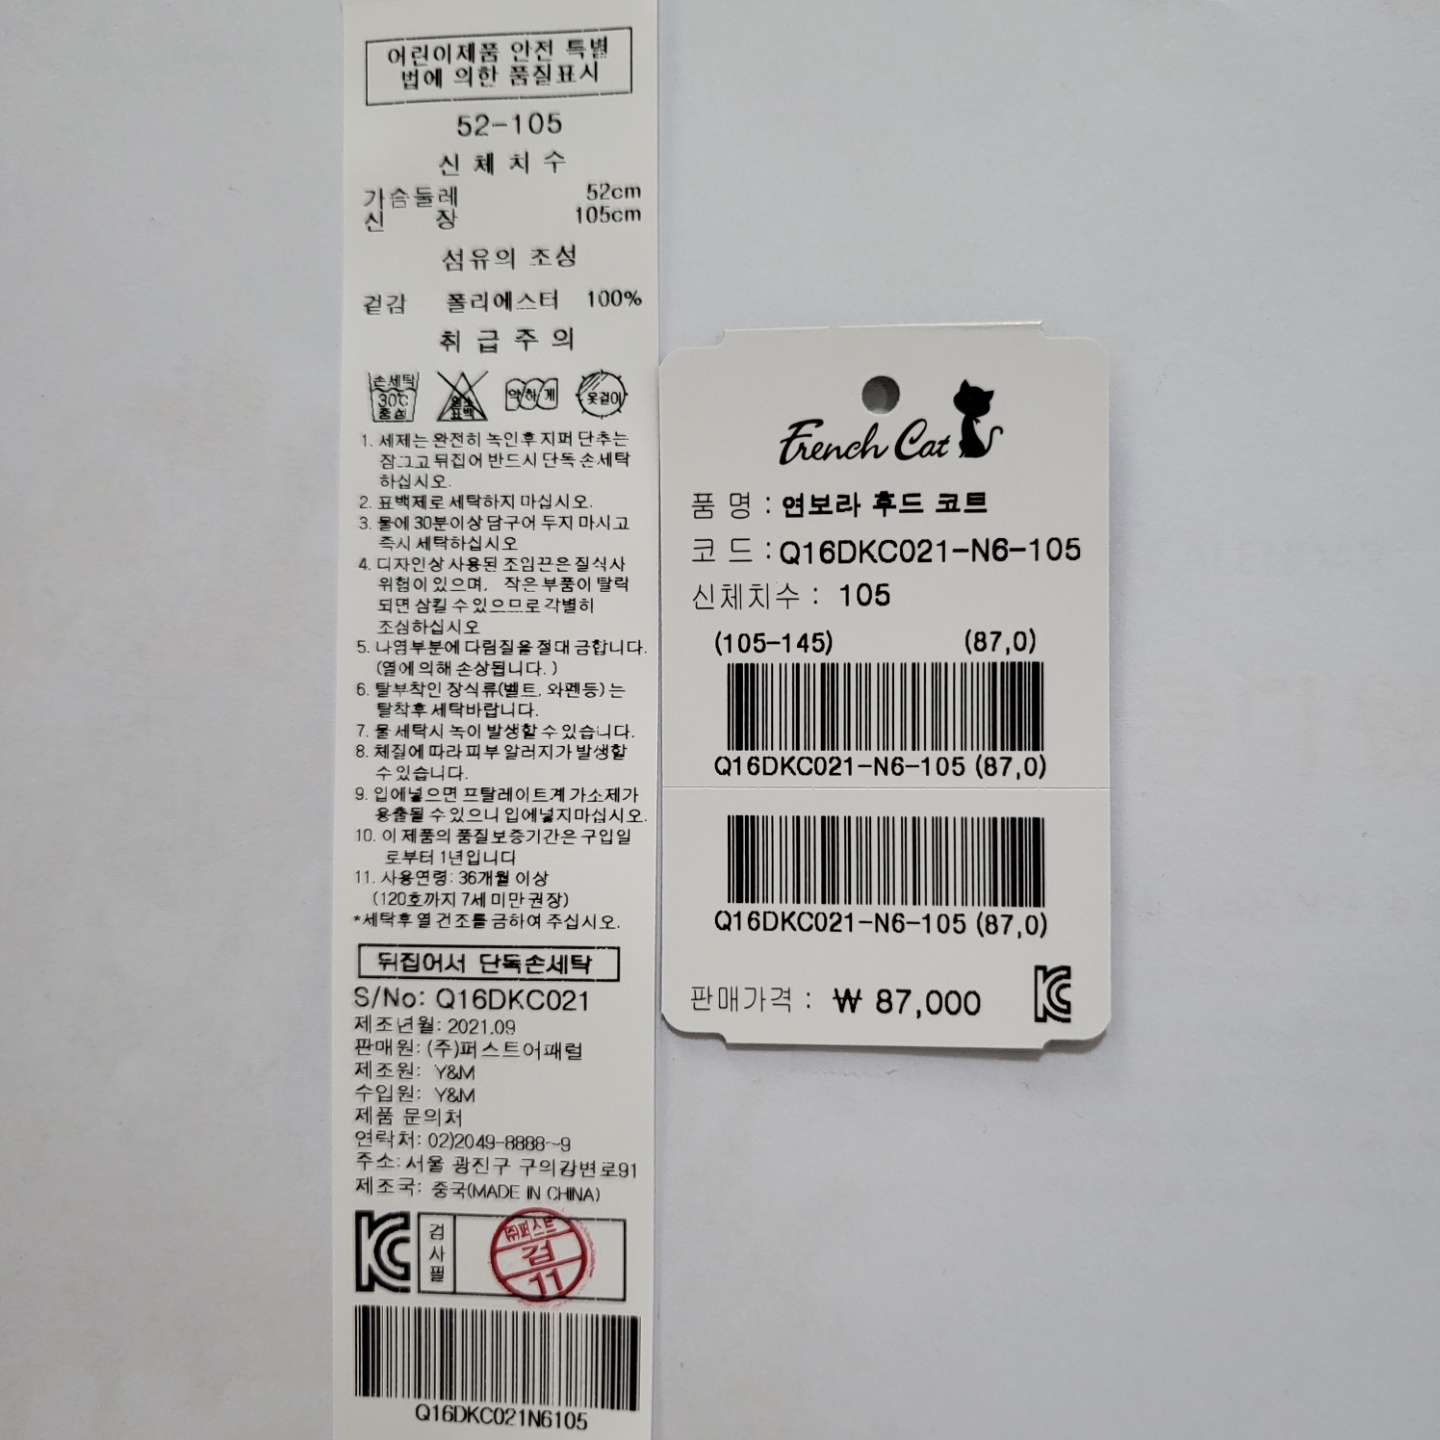 어린이제품 안전 특별
법에 의한 품질표시
52-105
신 체 치 수
가슴둘레 52cm
신 장 105cm
섬유의 조성
겉감 폴리에스터 100%
취 급 주 의
손세탁
30℃
중성
염소
표백
약하게
옷걸이
1. 세제는 완전히 녹인후 지퍼 단추는
잠그고 뒤집어 반드시 단독 손세탁
하십시오.
2. 표백제로 세탁하지 마십시오.
3. 물에 30분이상 담구어 두지 마시고
즉시 세탁하십시오
4. 디자인상 사용된 조임끈은 질식사
위험이 있으며, 작은 부품이 탈락
되면 삼킬 수 있으므로 각별히
조심하십시오
5. 나염부분에 다림질을 절대 금합니다.
(열에 의해 손상됩니다. )
6. 탈부착인 장식류(벨트, 와펜등) 는
탈착후 세탁바랍니다.
7. 물 세탁시 녹이 발생할 수 있습니다.
8. 체질에 따라 피부 알러지가 발생할
수 있습니다.
9. 입에넣으면 프탈레이트계 가소제가
용출될 수 있으니 입에넣지마십시오.
10. 이 제품의 품질보증기간은 구입일
로부터 1년입니다
11. 사용연령: 36개월 이상
(120호까지 7세 미만 권장)
*세탁후 열 건조를 금하여 주십시오.
뒤집어서 단독손세탁
S/No: Q16DKC021
제조년월: 2021.09
판매원: (주)퍼스트어패럴
제조원: Y&M
수입원: Y&M
제품 문의처
연락처: 02)2049-8888~9
주소: 서울 광진구 구의강변로91
제조국: 중국(MADE IN CHINA)
KC
검사필
㈜퍼스트
검
11
Q16DKC021N6105
French Cat
품 명 : 연보라 후드 코트
코 드 : Q16DKC021-N6-105
신체치수 : 105
(105-145) (87,0)
Q16DKC021-N6-105 (87,0)
Q16DKC021-N6-105 (87,0)
판매가격 : ₩ 87,000
KC